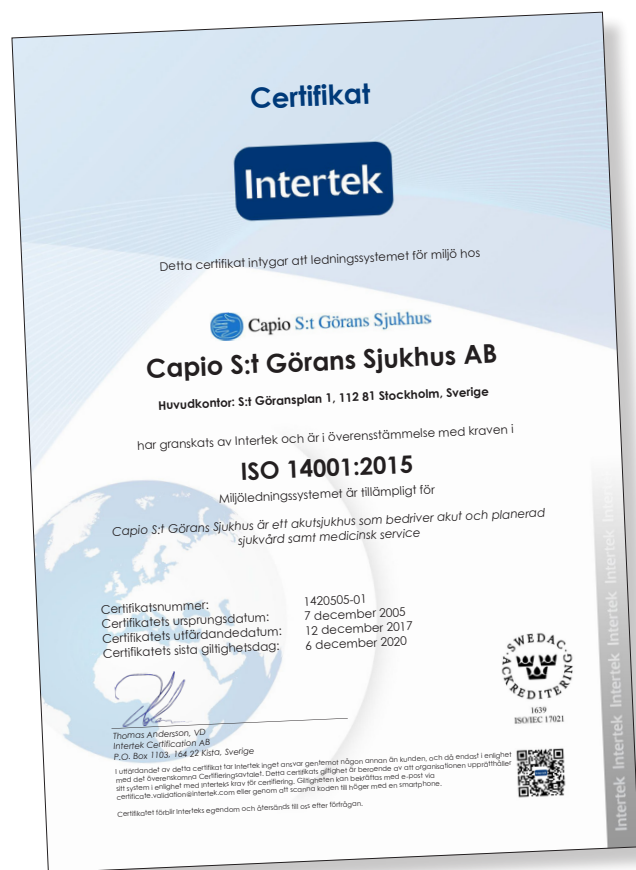 Certifikat
Intertek
Detta certifikat intygar att ledningssystemet för miljö hos
Capio S:t Görans Sjukhus
Capio S:t Görans Sjukhus AB
Huvudkontor: S:t Göransplan 1, 112 81 Stockholm, Sverige
har granskats av Intertek och är i överensstämmelse med kraven i
ISO 14001:2015
Miljöledningssystemet är tillämpligt för
Capio S:t Görans Sjukhus är ett akutsjukhus som bedriver akut och planerad
sjukvård samt medicinsk service
Certifikatsnummer: 1420505-01
Certifikatets ursprungsdatum: 7 december 2005
Certifikatets utfärdandedatum: 12 december 2017
Certifikatets sista giltighetsdag: 6 december 2020
SWEDAC
ACKREDITERING
1639
ISO/IEC 17021
Thomas Andersson, VD
Intertek Certification AB
P.O. Box 1103, 164 22 Kista, Sverige
I utfärdandet av detta certifikat tar Intertek inget ansvar gentemot någon annan än kunden, och då endast i enlighet
med det överenskomna Certifieringsavtalet. Detta certifikats giltighet är beroende av att organisationen upprätthåller
sitt system i enlighet med Interteks krav för certifiering. Giltigheten kan bekräftas med e-post via
certificate.validation@intertek.com eller genom att scanna koden till höger med en smartphone.
Certifikatet förblir Interteks egendom och återsänds till oss efter förfrågan.
Intertek Intertek Intertek Intertek Intertek Intertek